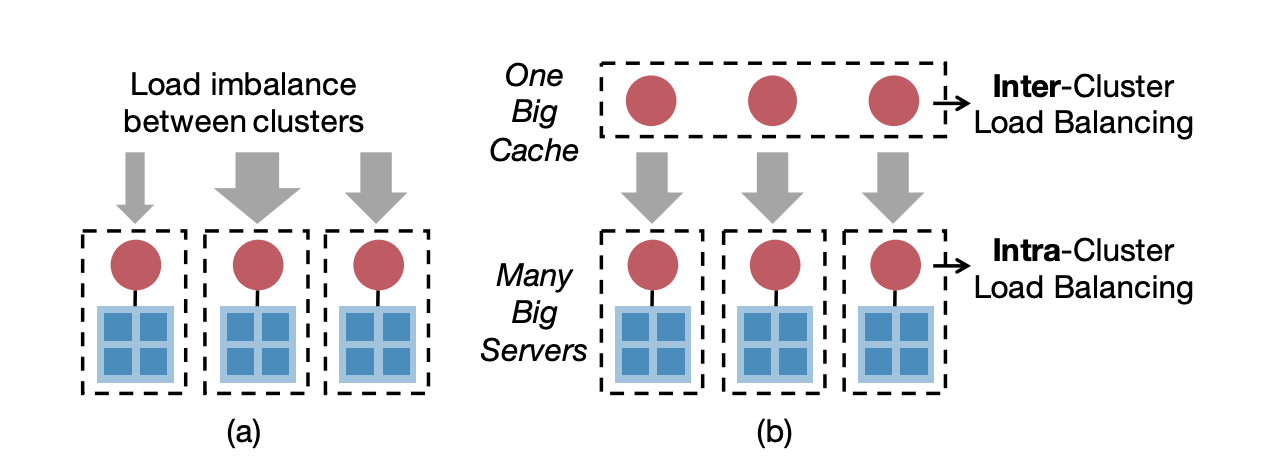 Load imbalance
between clusters
(a)
One
Big
Cache
Inter-Cluster
Load Balancing
Many
Big
Servers
Intra-Cluster
Load Balancing
(b)